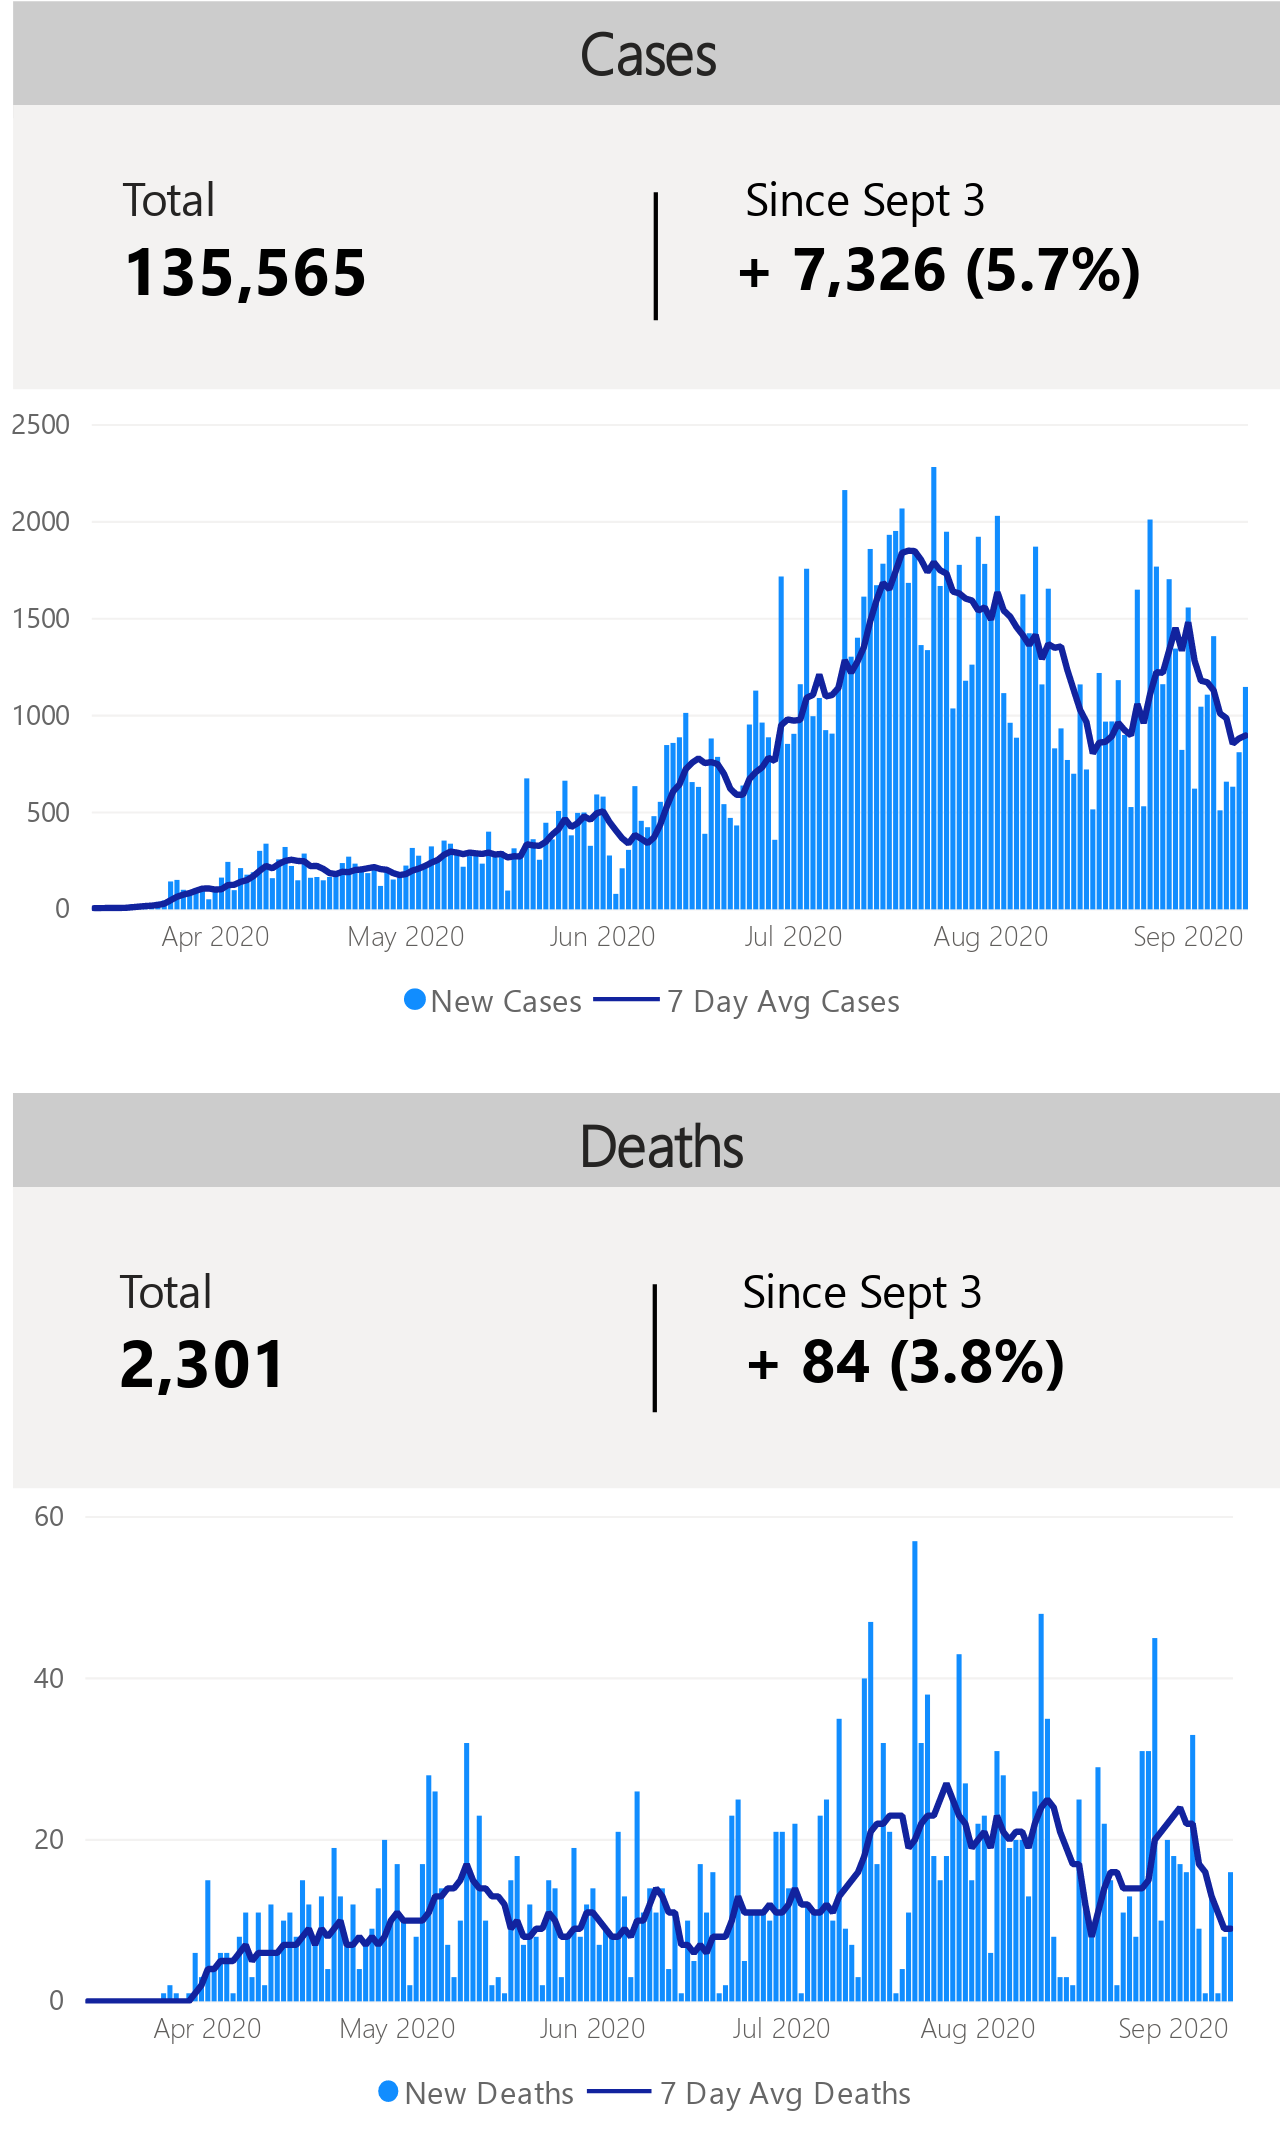 Cases
Total
Since Sept 3
135,565
+ 7,326 (5.7%)
2500
2000
1500
1000
500
0
Apr 2020
May 2020
Jun 2020
Jul 2020
Aug 2020
Sep 2020
New Cases
7 Day Avg Cases
Deaths
Total
Since Sept 3
2,301
+ 84 (3.8%)
60
40
20
0
Apr 2020
May 2020
Jun 2020
Jul 2020
Aug 2020
Sep 2020
New Deaths
7 Day Avg Deaths